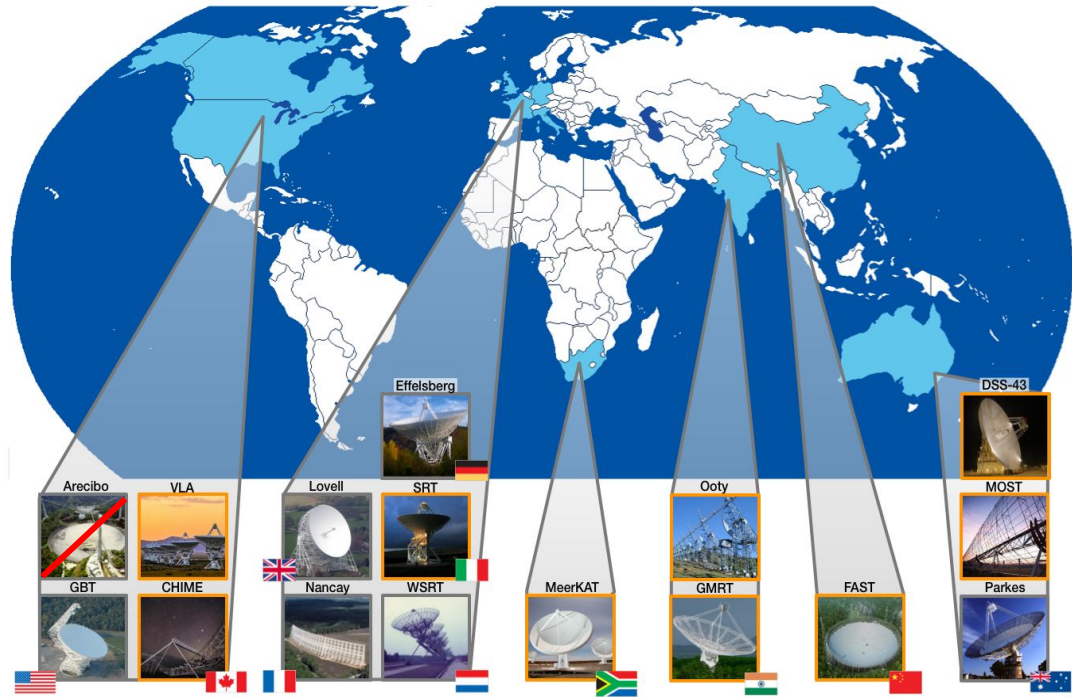 Effelsberg
DSS-43
Arecibo
VLA
Lovell
SRT
Ooty
MOST
GBT
CHIME
Nancay
WSRT
MeerKAT
GMRT
FAST
Parkes